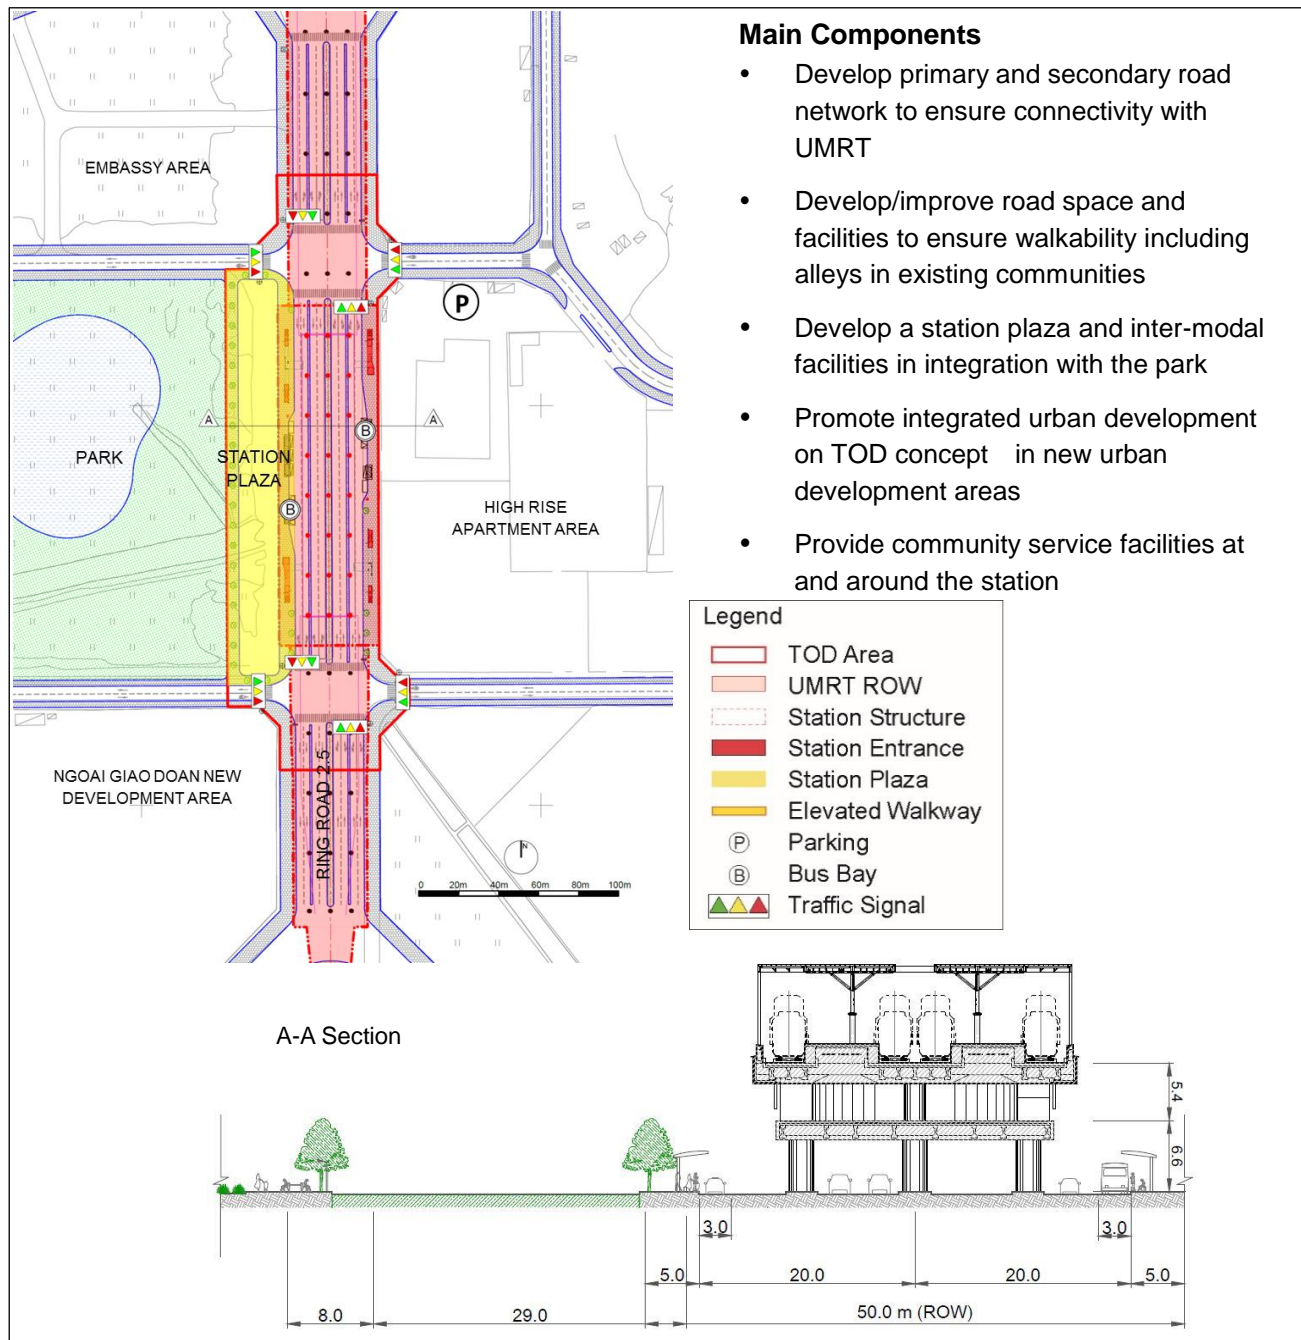 Main Components
• Develop primary and secondary road
network to ensure connectivity with
UMRT
• Develop/improve road space and
facilities to ensure walkability including
alleys in existing communities
• Develop a station plaza and inter-modal
facilities in integration with the park
• Promote integrated urban development
on TOD concept in new urban
development areas
• Provide community service facilities at
and around the station
EMBASSY AREA
P
A
A
B
PARK
STATION
PLAZA
B
HIGH RISE
APARTMENT AREA
NGOAI GIAO DOAN NEW
DEVELOPMENT AREA
RING ROAD 2.5
N
0 20m 40m 60m 80m 100m
Legend
TOD Area
UMRT ROW
Station Structure
Station Entrance
Station Plaza
Elevated Walkway
P Parking
B Bus Bay
Traffic Signal
A-A Section
5.4
6.6
3.0
3.0
5.0
20.0
20.0
5.0
8.0
29.0
50.0 m (ROW)